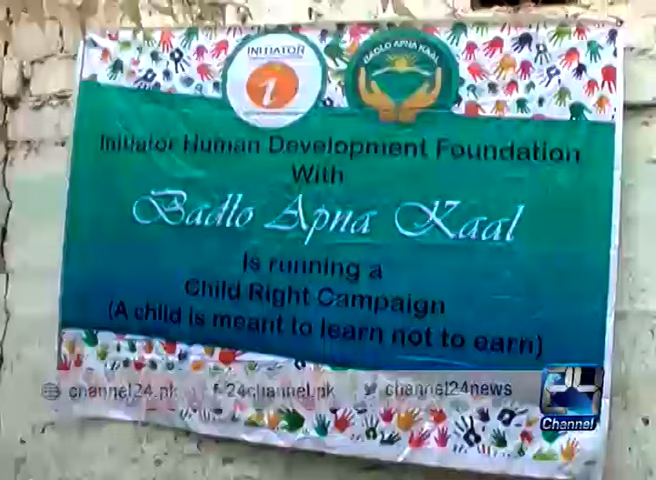 INITIATOR
i
BADLO APNA KAAL
Initiator Human Development Foundation
With
Badlo Apna Kaal
Is running a
Child Right Campaign
(A child is meant to learn not to earn)
channel24.pk f 24channel.pk channel24news
24
Channel